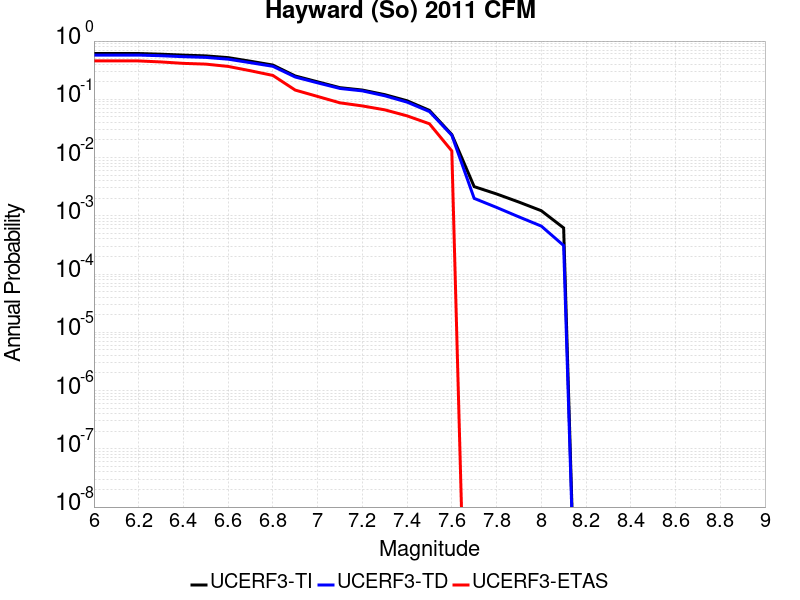 Hayward (So) 2011 CFM
Annual Probability
10^0
10^-1
10^-2
10^-3
10^-4
10^-5
10^-6
10^-7
10^-8
6 6.2 6.4 6.6 6.8 7 7.2 7.4 7.6 7.8 8 8.2 8.4 8.6 8.8 9
Magnitude
UCERF3-TI UCERF3-TD UCERF3-ETAS